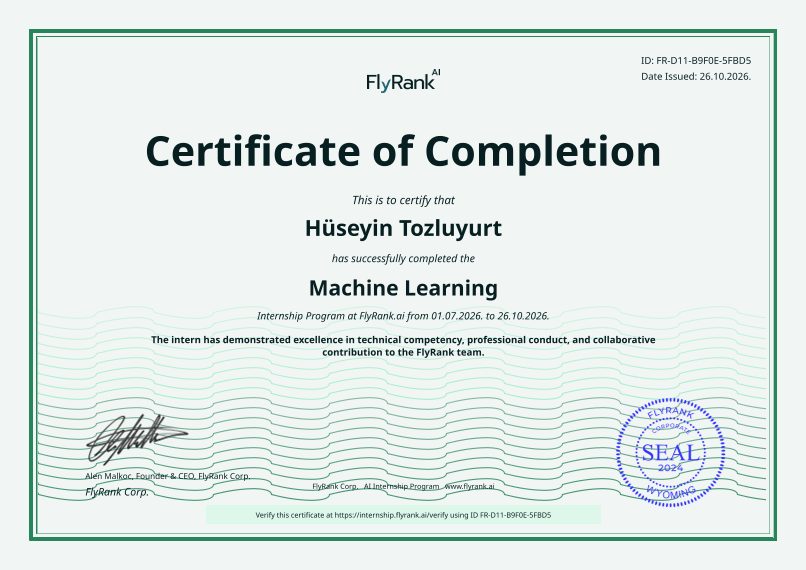 FlyRank AI
ID: FR-D11-B9F0E-5FBD5
Date Issued: 26.10.2026.
Certificate of Completion
This is to certify that
Hüseyin Tozluyurt
has successfully completed the
Machine Learning
Internship Program at FlyRank.ai from 01.07.2026. to 26.10.2026.
The intern has demonstrated excellence in technical competency, professional conduct, and collaborative
contribution to the FlyRank team.
Alen Malkoc, Founder & CEO, FlyRank Corp.
FlyRank Corp.
FlyRank Corp. AI Internship Program www.flyrank.ai
FLYRANK
CORPORATE
SEAL
2024
WYOMING
Verify this certificate at https://internship.flyrank.ai/verify using ID FR-D11-B9F0E-5FBD5